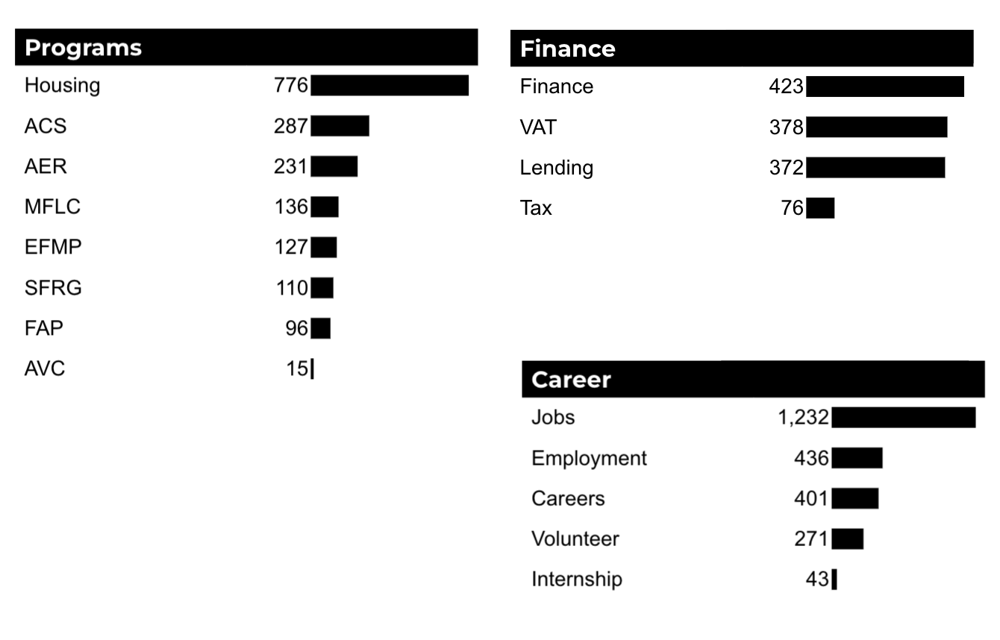 Programs
Housing 776
ACS 287
AER 231
MFLC 136
EFMP 127
SFRG 110
FAP 96
AVC 15
Finance
Finance 423
VAT 378
Lending 372
Tax 76
Career
Jobs 1,232
Employment 436
Careers 401
Volunteer 271
Internship 43